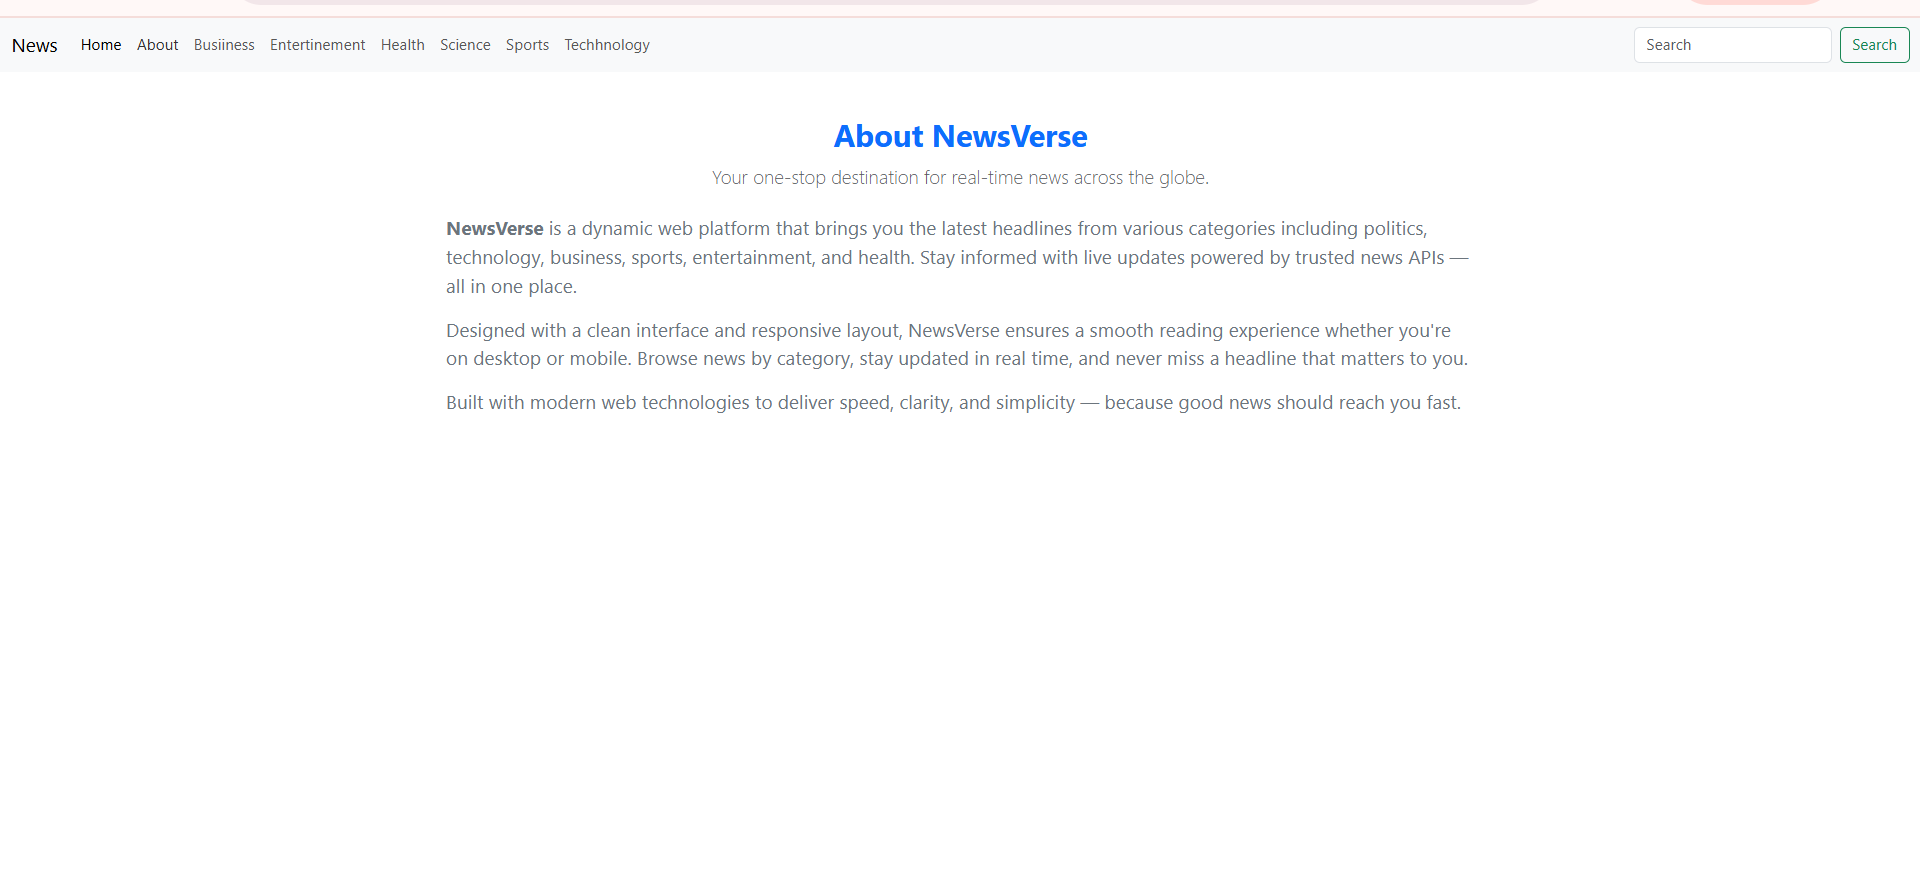 News Home About Busiiness Entertinement Health Science Sports Techhnology Search Search
About NewsVerse
Your one-stop destination for real-time news across the globe.
NewsVerse is a dynamic web platform that brings you the latest headlines from various categories including politics,
technology, business, sports, entertainment, and health. Stay informed with live updates powered by trusted news APIs —
all in one place.
Designed with a clean interface and responsive layout, NewsVerse ensures a smooth reading experience whether you're
on desktop or mobile. Browse news by category, stay updated in real time, and never miss a headline that matters to you.
Built with modern web technologies to deliver speed, clarity, and simplicity — because good news should reach you fast.